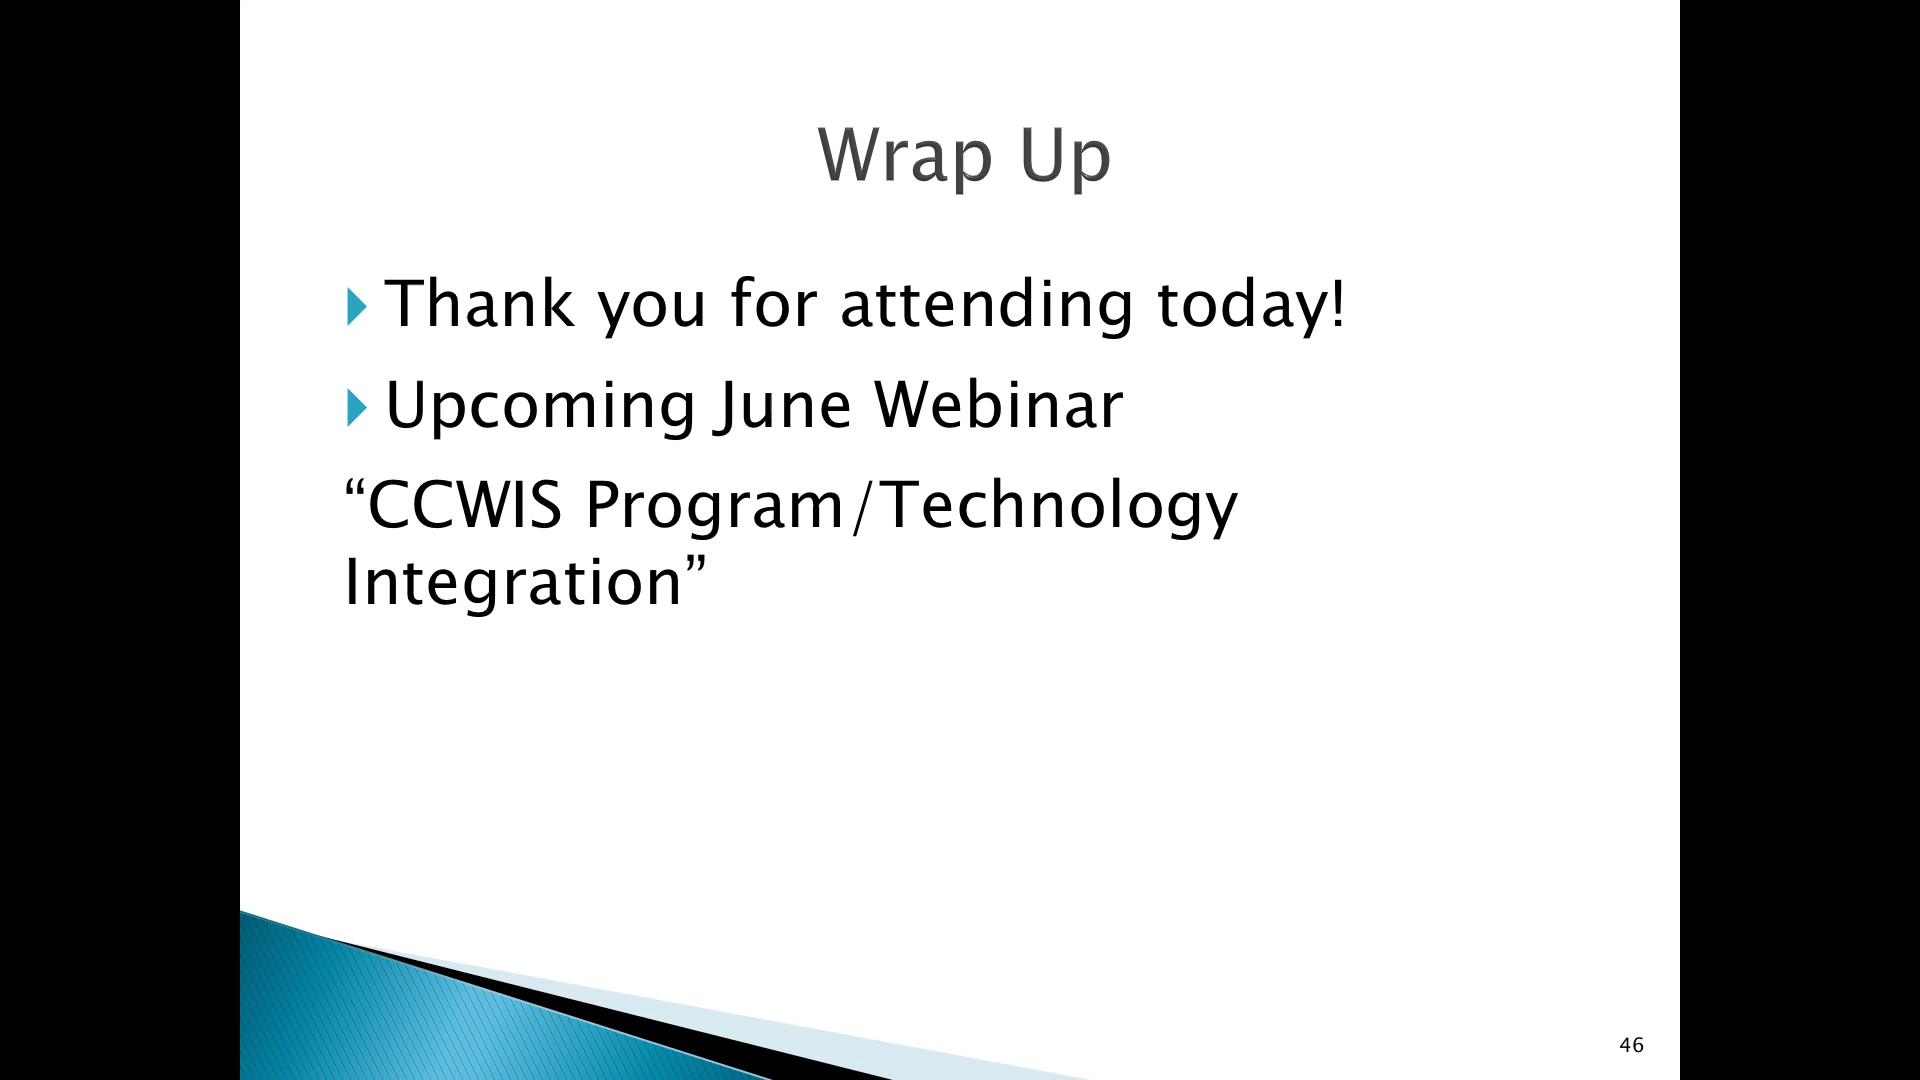 Wrap Up
Thank you for attending today!
Upcoming June Webinar
“CCWIS Program/Technology
Integration”
46